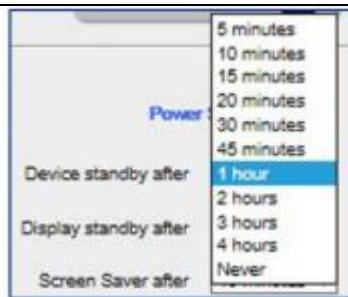 5 minutes
10 minutes
15 minutes
20 minutes
Power
30 minutes
45 minutes
Device standby after
1 hour
2 hours
Display standby after
3 hours
4 hours
Never
Screen Saver after
minutes